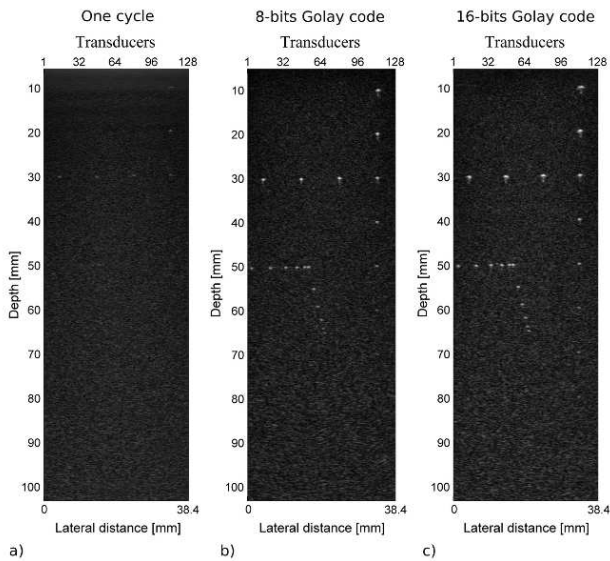 One cycle
Transducers
1 32 64 96 128
10
20
30
40
50
60
70
80
90
100
Depth [mm]
0 38.4
Lateral distance [mm]
a)
8-bits Golay code
Transducers
1 32 64 96 128
10
20
30
40
50
60
70
80
90
100
Depth [mm]
0 38.4
Lateral distance [mm]
b)
16-bits Golay code
Transducers
1 32 64 96 128
10
20
30
40
50
60
70
80
90
100
Depth [mm]
0 38.4
Lateral distance [mm]
c)